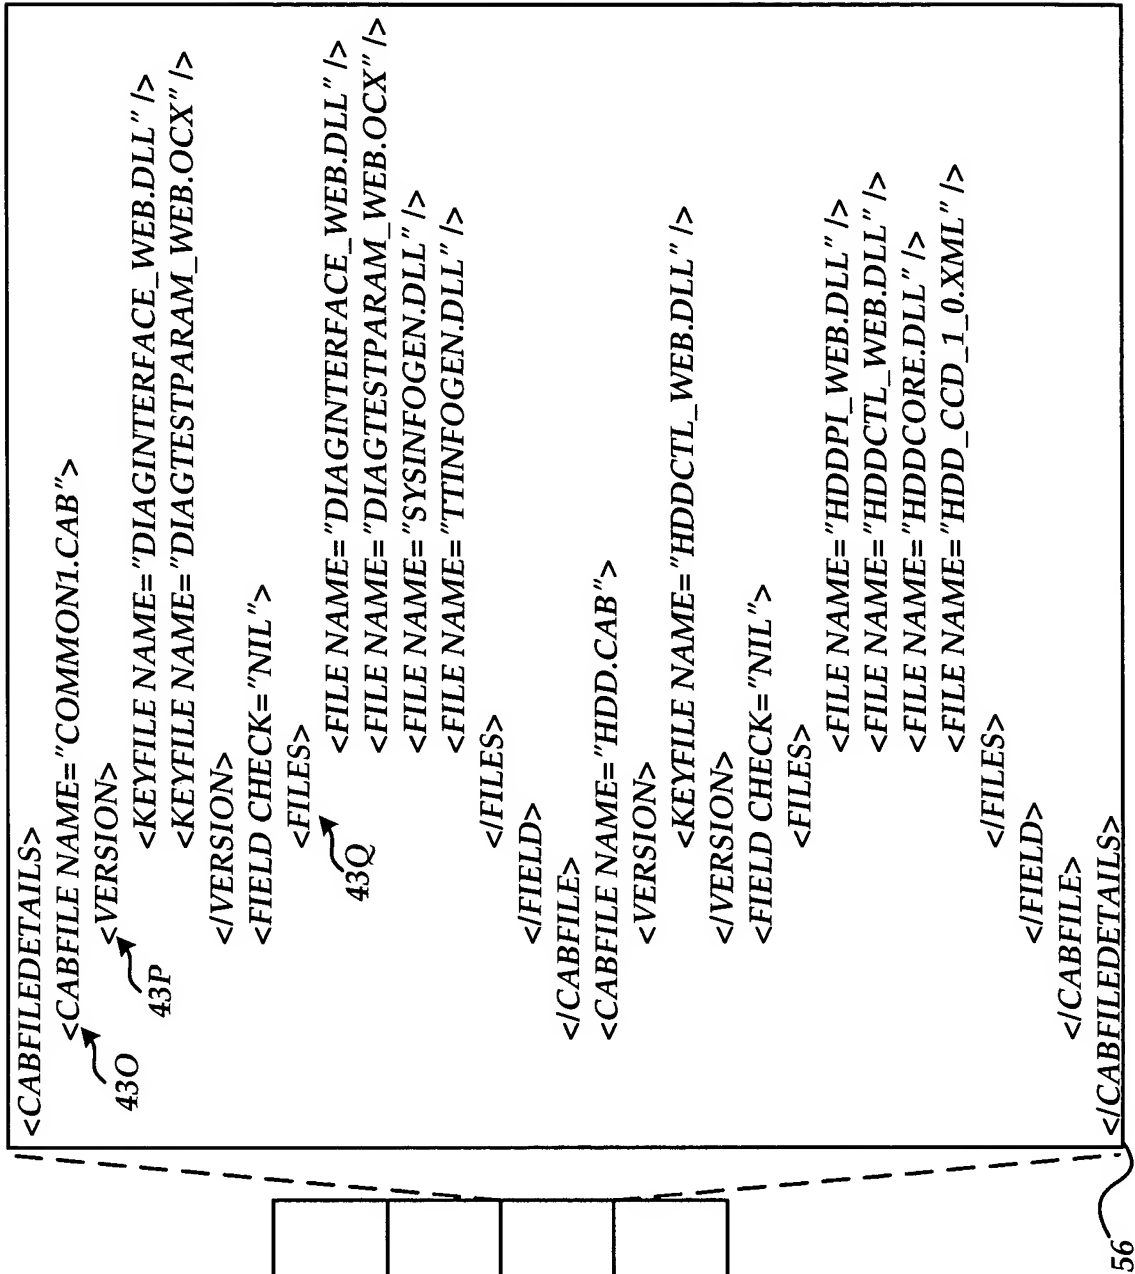 <CABFILEDETAILS>
<CABFILE NAME="COMMON1.CAB">
43O
<VERSION>
43P
<KEYFILE NAME="DIAGINTERFACE_WEB.DLL" />
<KEYFILE NAME="DIAGTESTPARAM_WEB.OCX" />
</VERSION>
<FIELD CHECK="NIL">
<FILES>
43Q
<FILE NAME="DIAGINTERFACE_WEB.DLL" />
<FILE NAME="DIAGTESTPARAM_WEB.OCX" />
<FILE NAME="SYSINFOGEN.DLL" />
<FILE NAME="TTINFOGEN.DLL" />
</FILES>
</FIELD>
</CABFILE>
<CABFILE NAME="HDD.CAB">
<VERSION>
<KEYFILE NAME="HDDCTL_WEB.DLL" />
</VERSION>
<FIELD CHECK="NIL">
<FILES>
<FILE NAME="HDDPI_WEB.DLL" />
<FILE NAME="HDDCTL_WEB.DLL" />
<FILE NAME="HDDCORE.DLL" />
<FILE NAME="HDD_CCD_1_0.XML" />
</FILES>
</FIELD>
</CABFILE>
</CABFILEDETAILS>
56